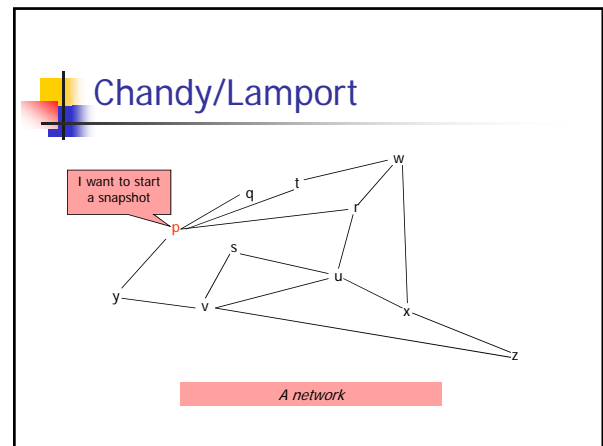 Chandy/Lamport
I want to start
a snapshot
w
t
q
r
p
s
u
y
v
x
z
A network